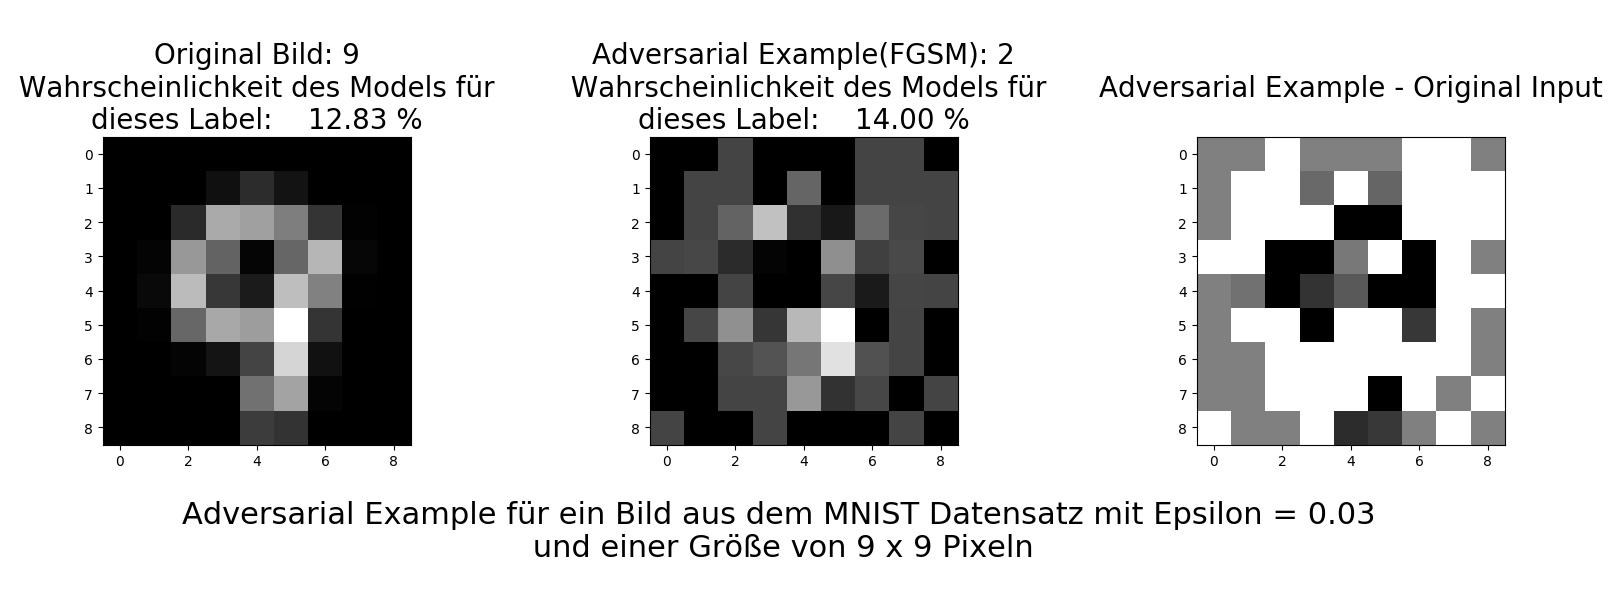 Original Bild: 9
Wahrscheinlichkeit des Models für
dieses Label: 12.83 %
0
1
2
3
4
5
6
7
8
0 2 4 6 8
Adversarial Example(FGSM): 2
Wahrscheinlichkeit des Models für
dieses Label: 14.00 %
0
1
2
3
4
5
6
7
8
0 2 4 6 8
Adversarial Example - Original Input
0
1
2
3
4
5
6
7
8
0 2 4 6 8
Adversarial Example für ein Bild aus dem MNIST Datensatz mit Epsilon = 0.03
und einer Größe von 9 x 9 Pixeln